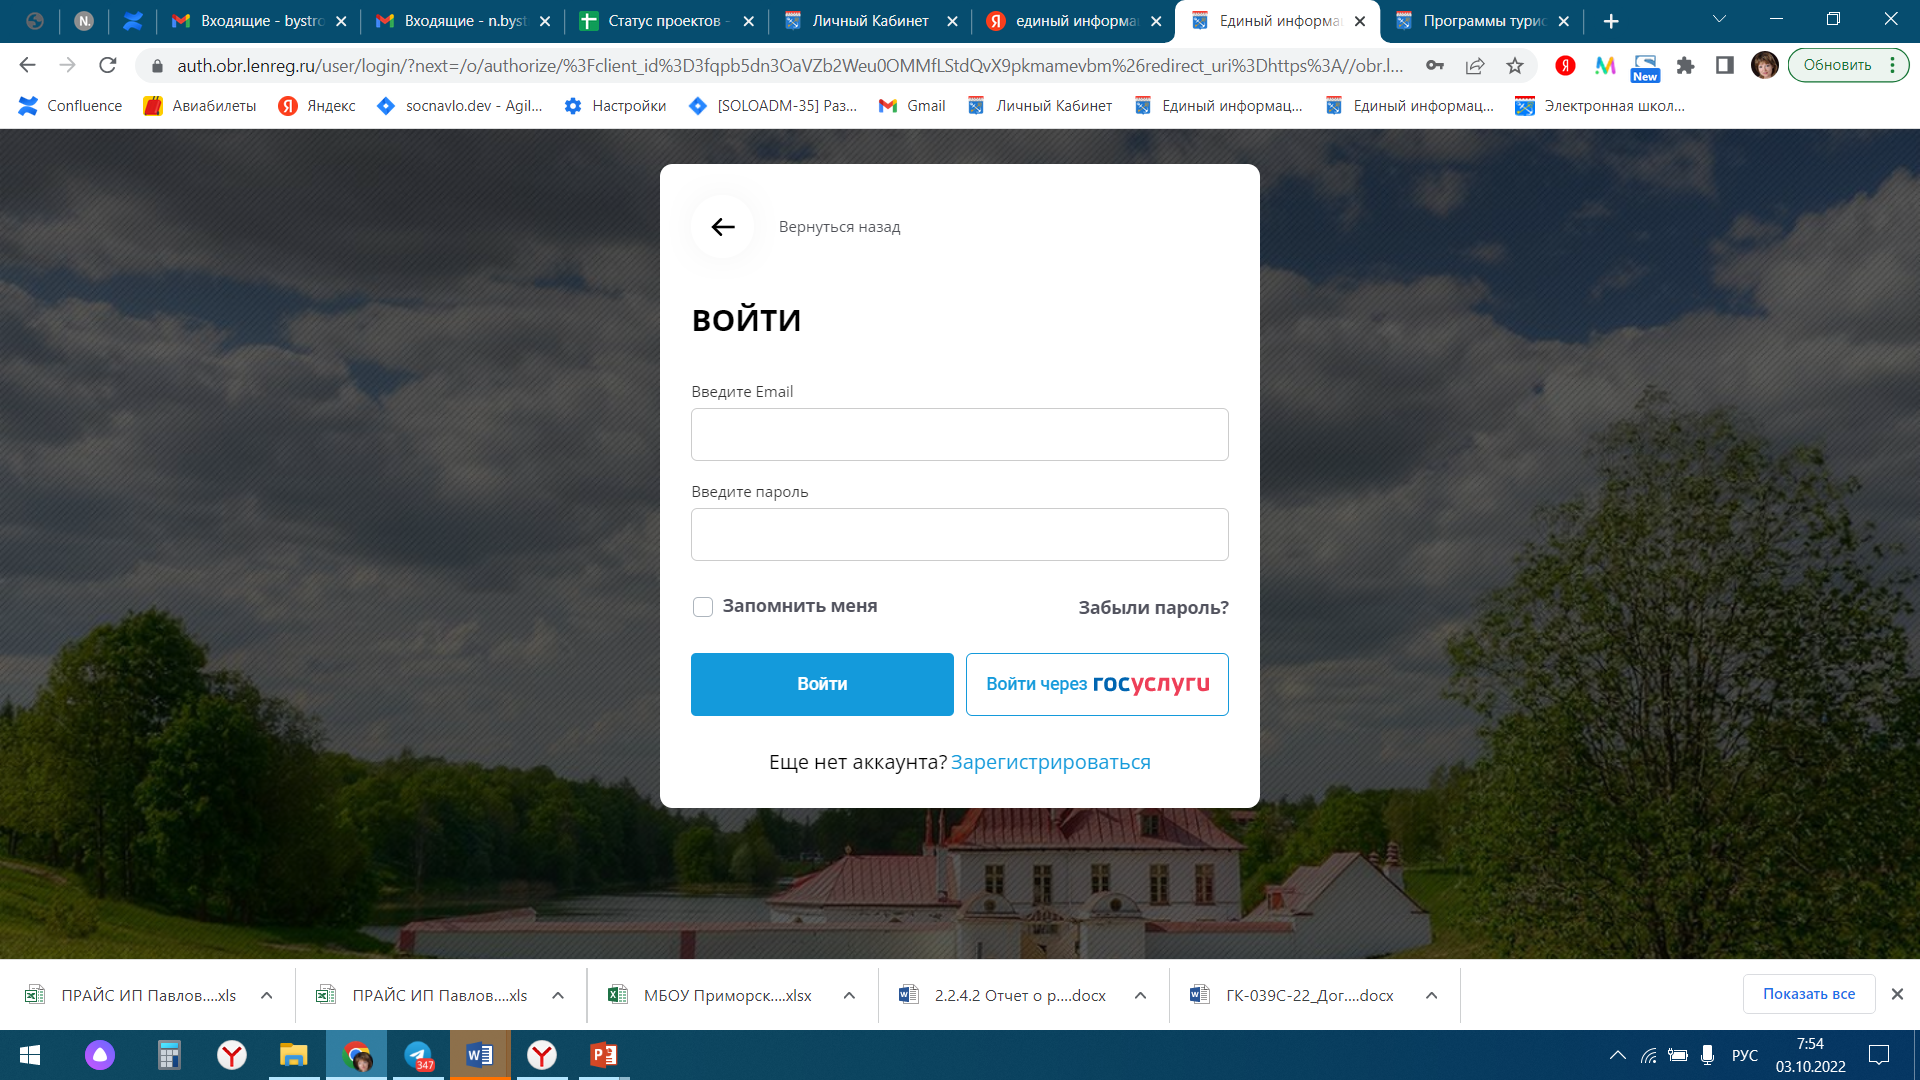 N.
Входящие - bystro
Входящие - n.byst
Статус проектов -
Личный Кабинет
единый информа
Единый информа
Программы турис
auth.obr.lenreg.ru/user/login/?next=/o/authorize/%3Fclient_id%3D3fqpb5dn3OaVZb2Weu0OMMfLStdQvX9pkmamevbm%26redirect_uri%3Dhttps%3A//obr.l...
New
Обновить
Confluence
Авиабилеты
Яндекс
socnavlo.dev - Agil...
Настройки
[SOLOADM-35] Раз...
Gmail
Личный Кабинет
Единый информац...
Единый информац...
Электронная школ...
Вернуться назад
ВОЙТИ
Введите Email
Введите пароль
Запомнить меня
Забыли пароль?
Войти
Войти через госуслуги
Еще нет аккаунта? Зарегистрироваться
ПРАЙС ИП Павлов....xls
ПРАЙС ИП Павлов....xls
МБОУ Приморск....xlsx
2.2.4.2 Отчет о р....docx
ГК-039С-22_Дог....docx
Показать все
347
РУС
7:54
03.10.2022